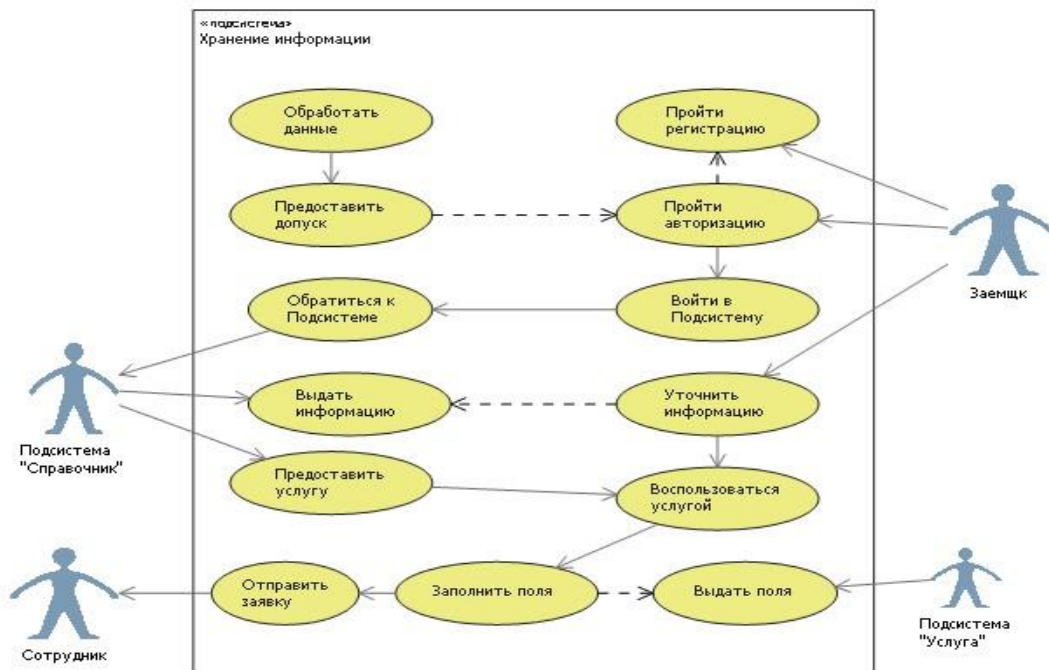 «подсистема»
Хранение информации
Обработать
данные
Пройти
регистрацию
Предоставить
допуск
Пройти
авторизацию
Заемщк
Обратиться к
Подсистеме
Войти в
Подсистему
Выдать
информацию
Уточнить
информацию
Подсистема
"Справочник"
Предоставить
услугу
Воспользоваться
услугой
Отправить
заявку
Заполнить поля
Выдать поля
Сотрудник
Подсистема
"Услуга"